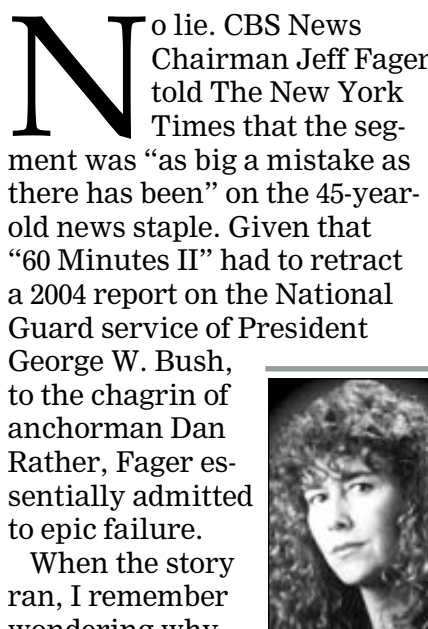 No lie. CBS News
Chairman Jeff Fager
told The New York
Times that the seg-
ment was “as big a mistake as
there has been” on the 45-year-
old news staple. Given that
“60 Minutes II” had to retract
a 2004 report on the National
Guard service of President
George W. Bush,
to the chagrin of
anchorman Dan
Rather, Fager es-
sentially admitted
to epic failure.
When the story
ran, I remember
wondering why